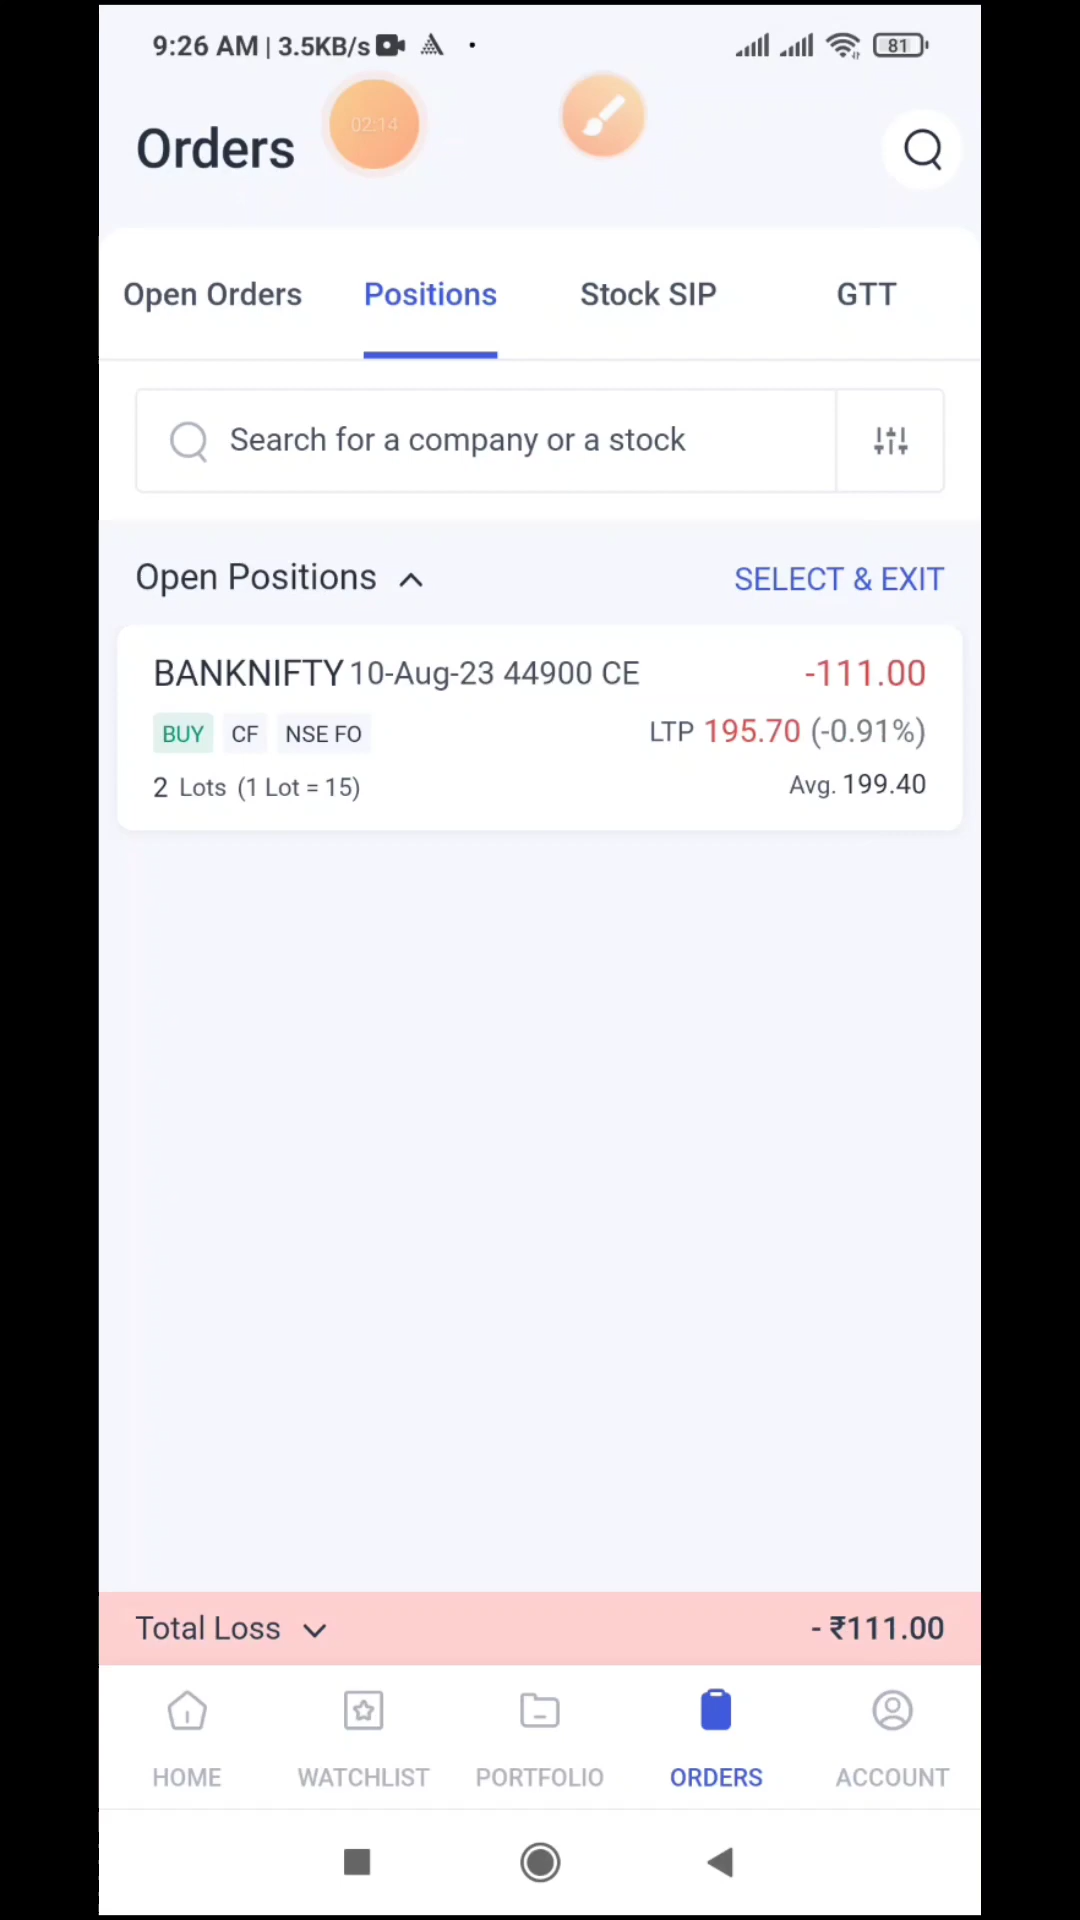 9:26 AM | 3.5KB/s 81
02:14
Orders
Open Orders Positions Stock SIP GTT
Search for a company or a stock
Open Positions SELECT & EXIT
BANKNIFTY 10-Aug-23 44900 CE -111.00
BUY CF NSE FO LTP 195.70 (-0.91%)
2 Lots (1 Lot = 15) Avg. 199.40
Total Loss - ₹111.00
HOME WATCHLIST PORTFOLIO ORDERS ACCOUNT